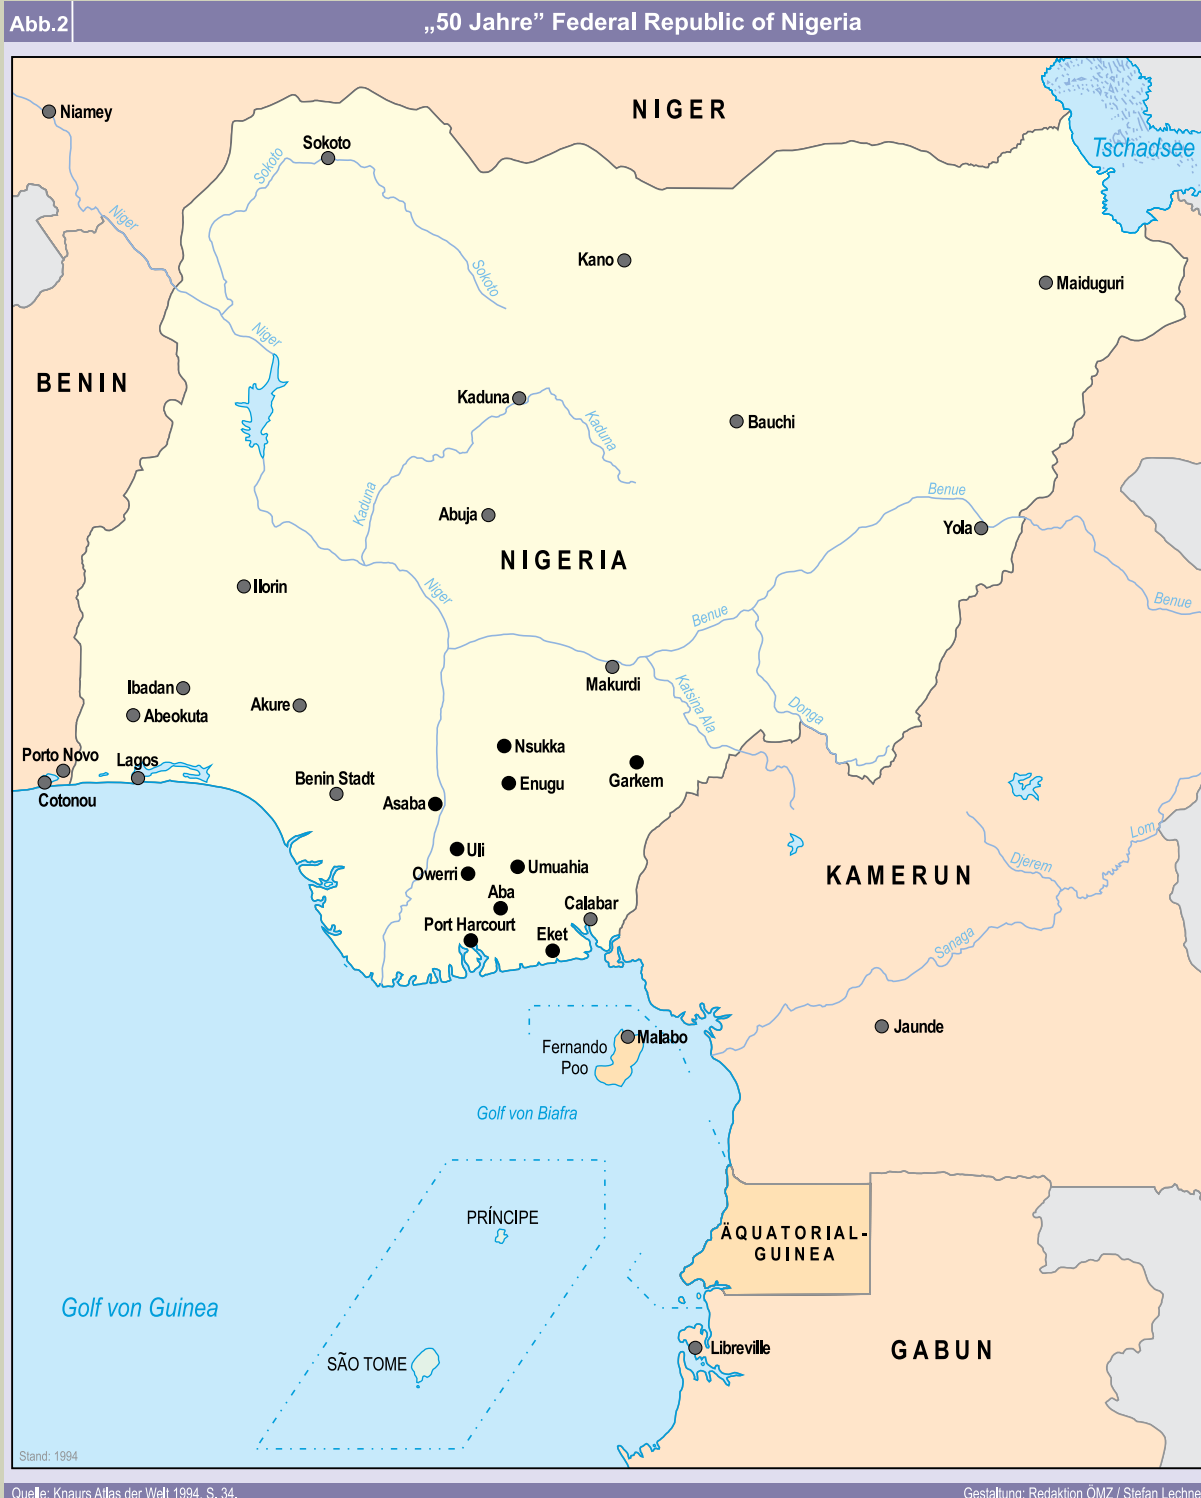 Abb.2
„50 Jahre” Federal Republic of Nigeria
Niamey
NIGER
Sokoto
Sokoto
Tschadsee
Niger
Kano
Sokoto
Maiduguri
Niger
BENIN
Kaduna
Bauchi
Kaduna
Kaduna
Benue
Abuja
Yola
NIGERIA
Ilorin
Niger
Benue
Benue
Makurdi
Ibadan
Katsina Ala
Akure
Abeokuta
Donga
Nsukka
Porto Novo
Lagos
Garkem
Benin Stadt
Enugu
Cotonou
Asaba
Lom
Uli
Djerem
Owerri
Umuahia
KAMERUN
Aba
Calabar
Port Harcourt
Eket
Sanaga
Jaunde
Malabo
Fernando
Poo
Golf von Biafra
PRÍNCIPE
ÄQUATORIAL-
GUINEA
Golf von Guinea
Libreville
GABUN
SÃO TOME
Stand: 1994
Quelle: Knaurs Atlas der Welt 1994, S. 34.
Gestaltung: Redaktion ÖMZ / Stefan Lechne